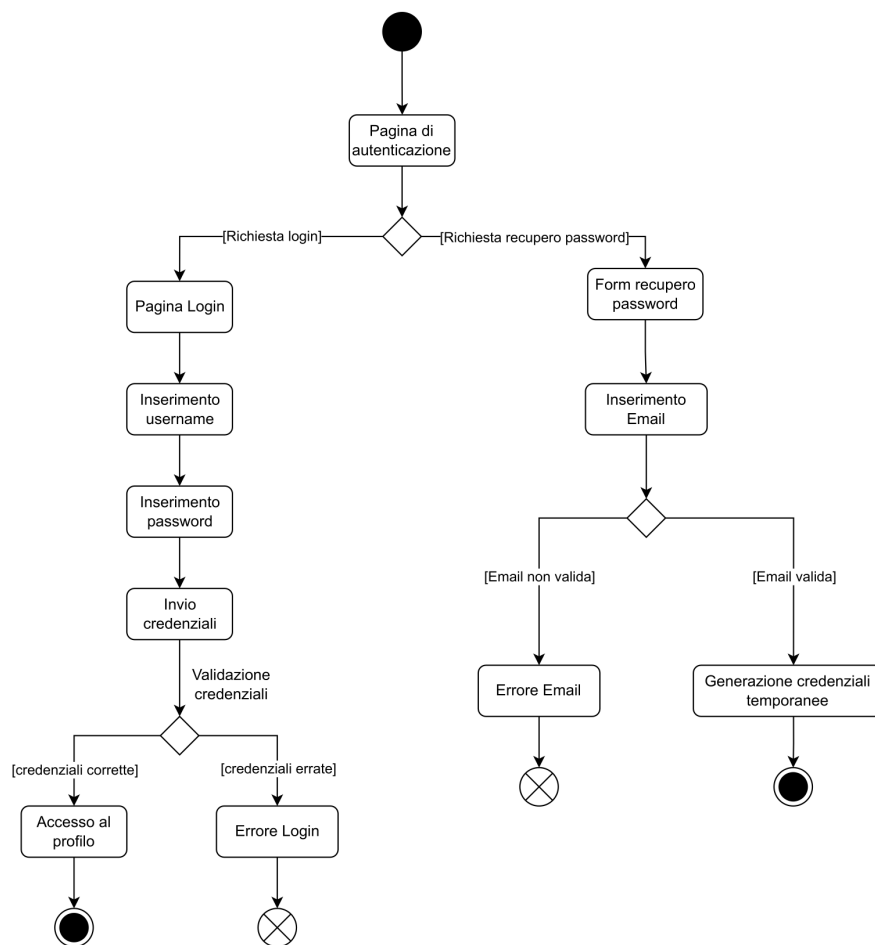 Pagina di
autenticazione
[Richiesta login]
[Richiesta recupero password]
Pagina Login
Form recupero
password
Inserimento
username
Inserimento
Email
Inserimento
password
[Email non valida]
[Email valida]
Invio
credenziali
Validazione
credenziali
Errore Email
Generazione credenziali
temporanee
[credenziali corrette]
[credenziali errate]
Accesso al
profilo
Errore Login